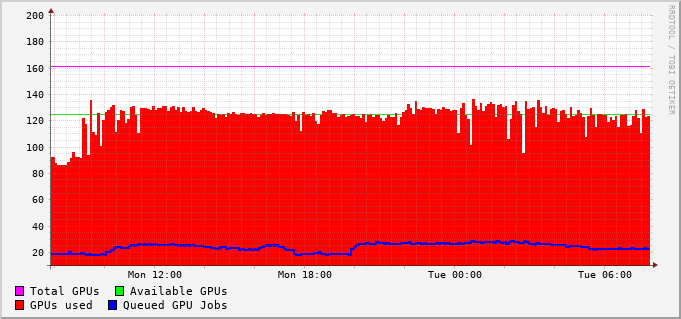 RRDTOOL / TOBI OETIKER
200
180
160
140
120
100
80
60
40
20
Mon 12:00 Mon 18:00 Tue 00:00 Tue 06:00
Total GPUs Available GPUs
GPUs used Queued GPU Jobs